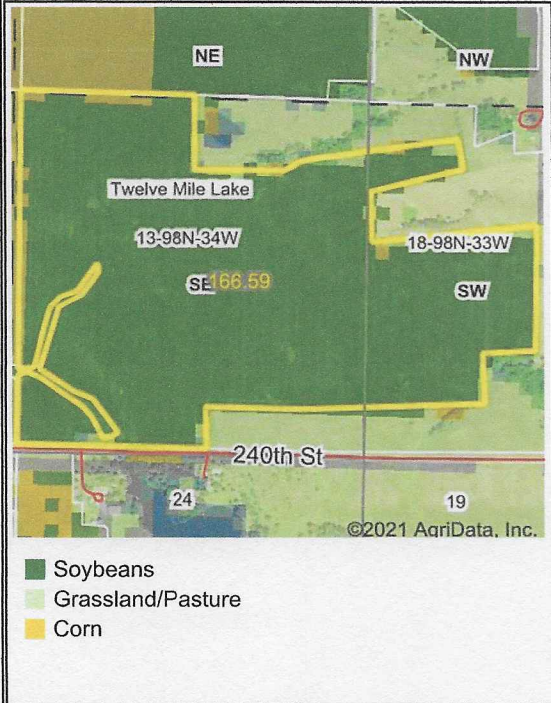 NE
NW
Twelve Mile Lake
13-98N-34W
18-98N-33W
SE 166.59
SW
240th St
24
19
©2021 AgriData, Inc.
Soybeans
Grassland/Pasture
Corn